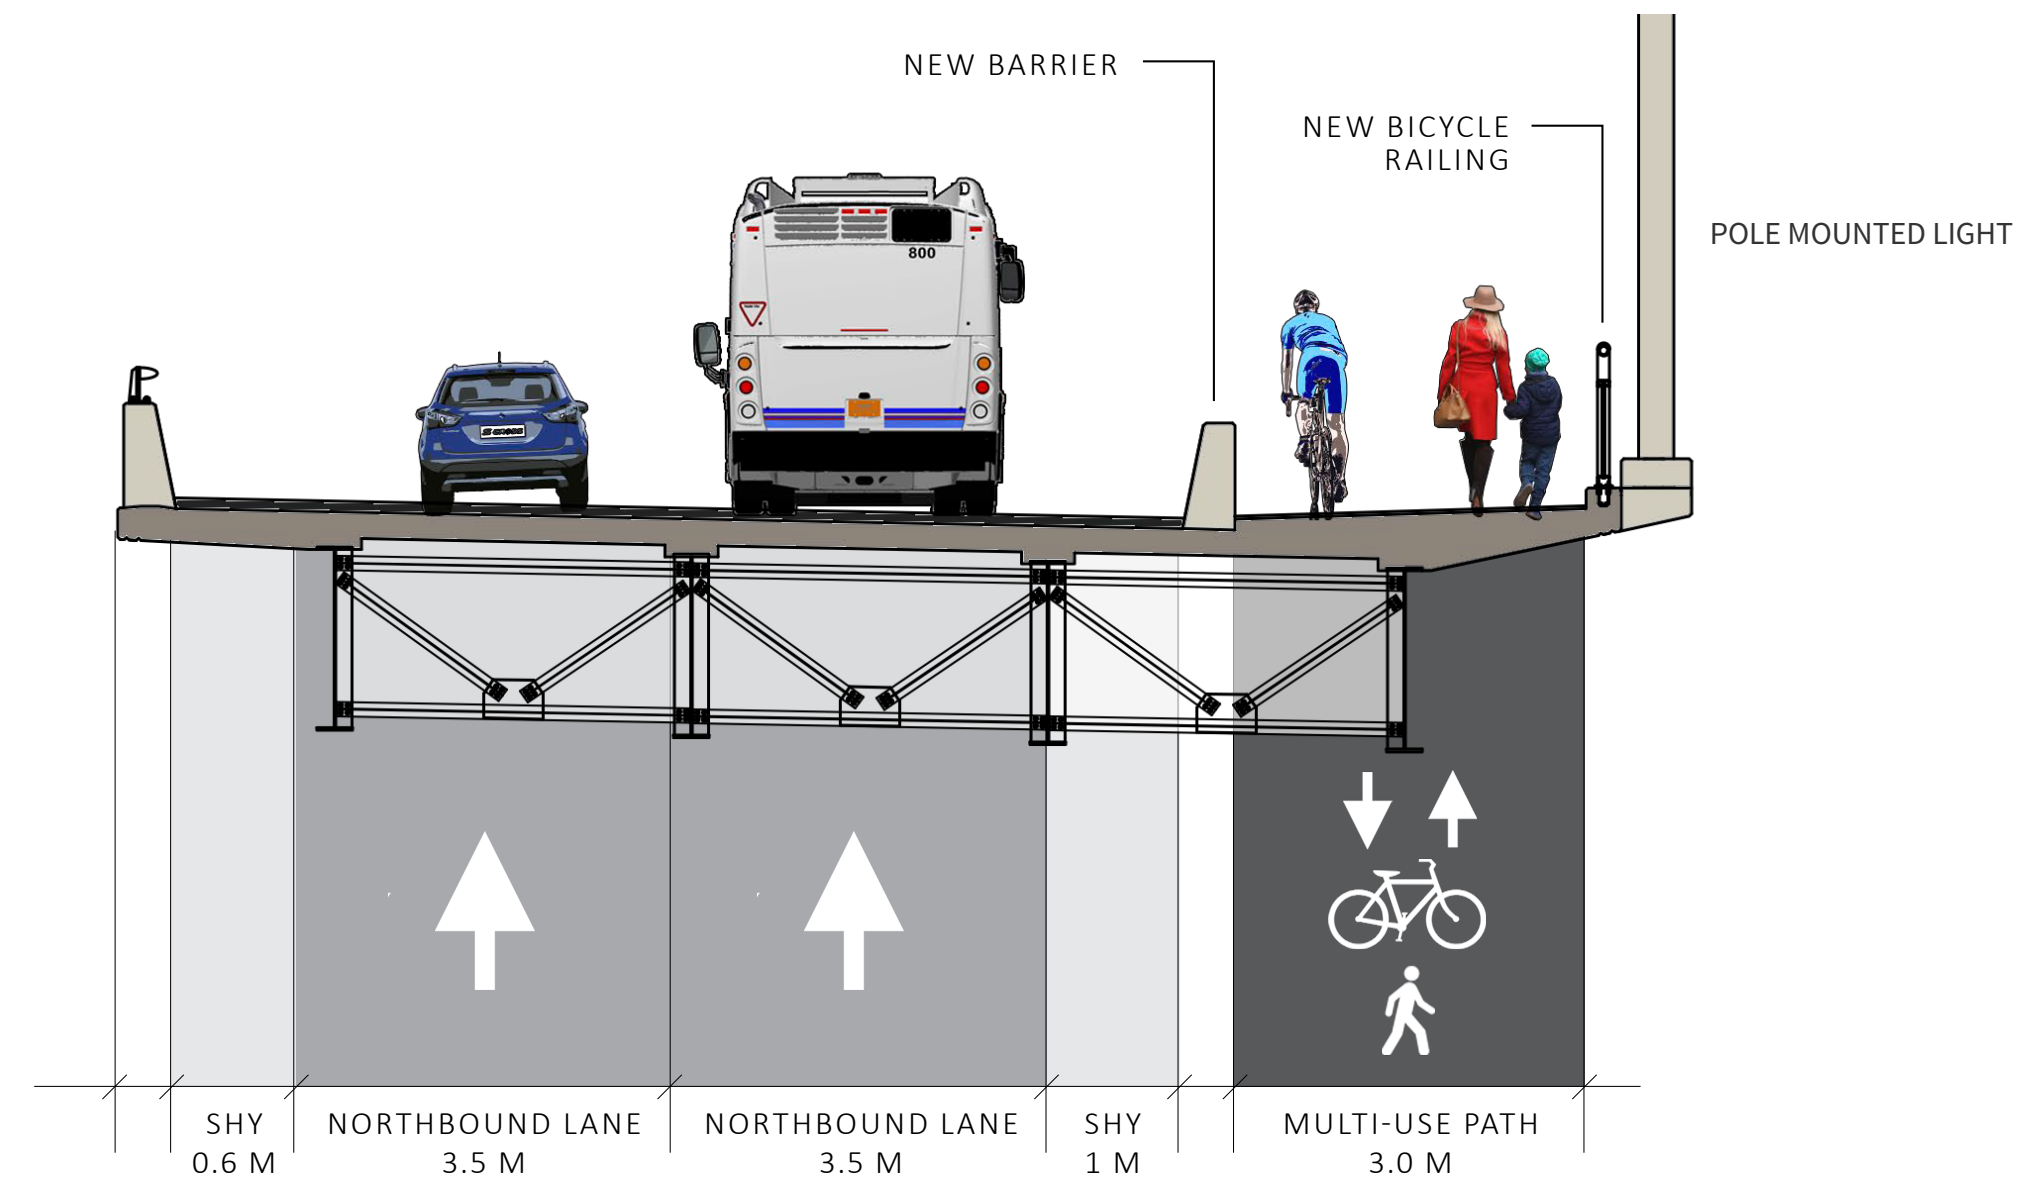 NEW BARRIER
NEW BICYCLE
RAILING
POLE MOUNTED LIGHT
800
S CROSS
SHY
0.6 M
NORTHBOUND LANE
3.5 M
NORTHBOUND LANE
3.5 M
SHY
1 M
MULTI-USE PATH
3.0 M